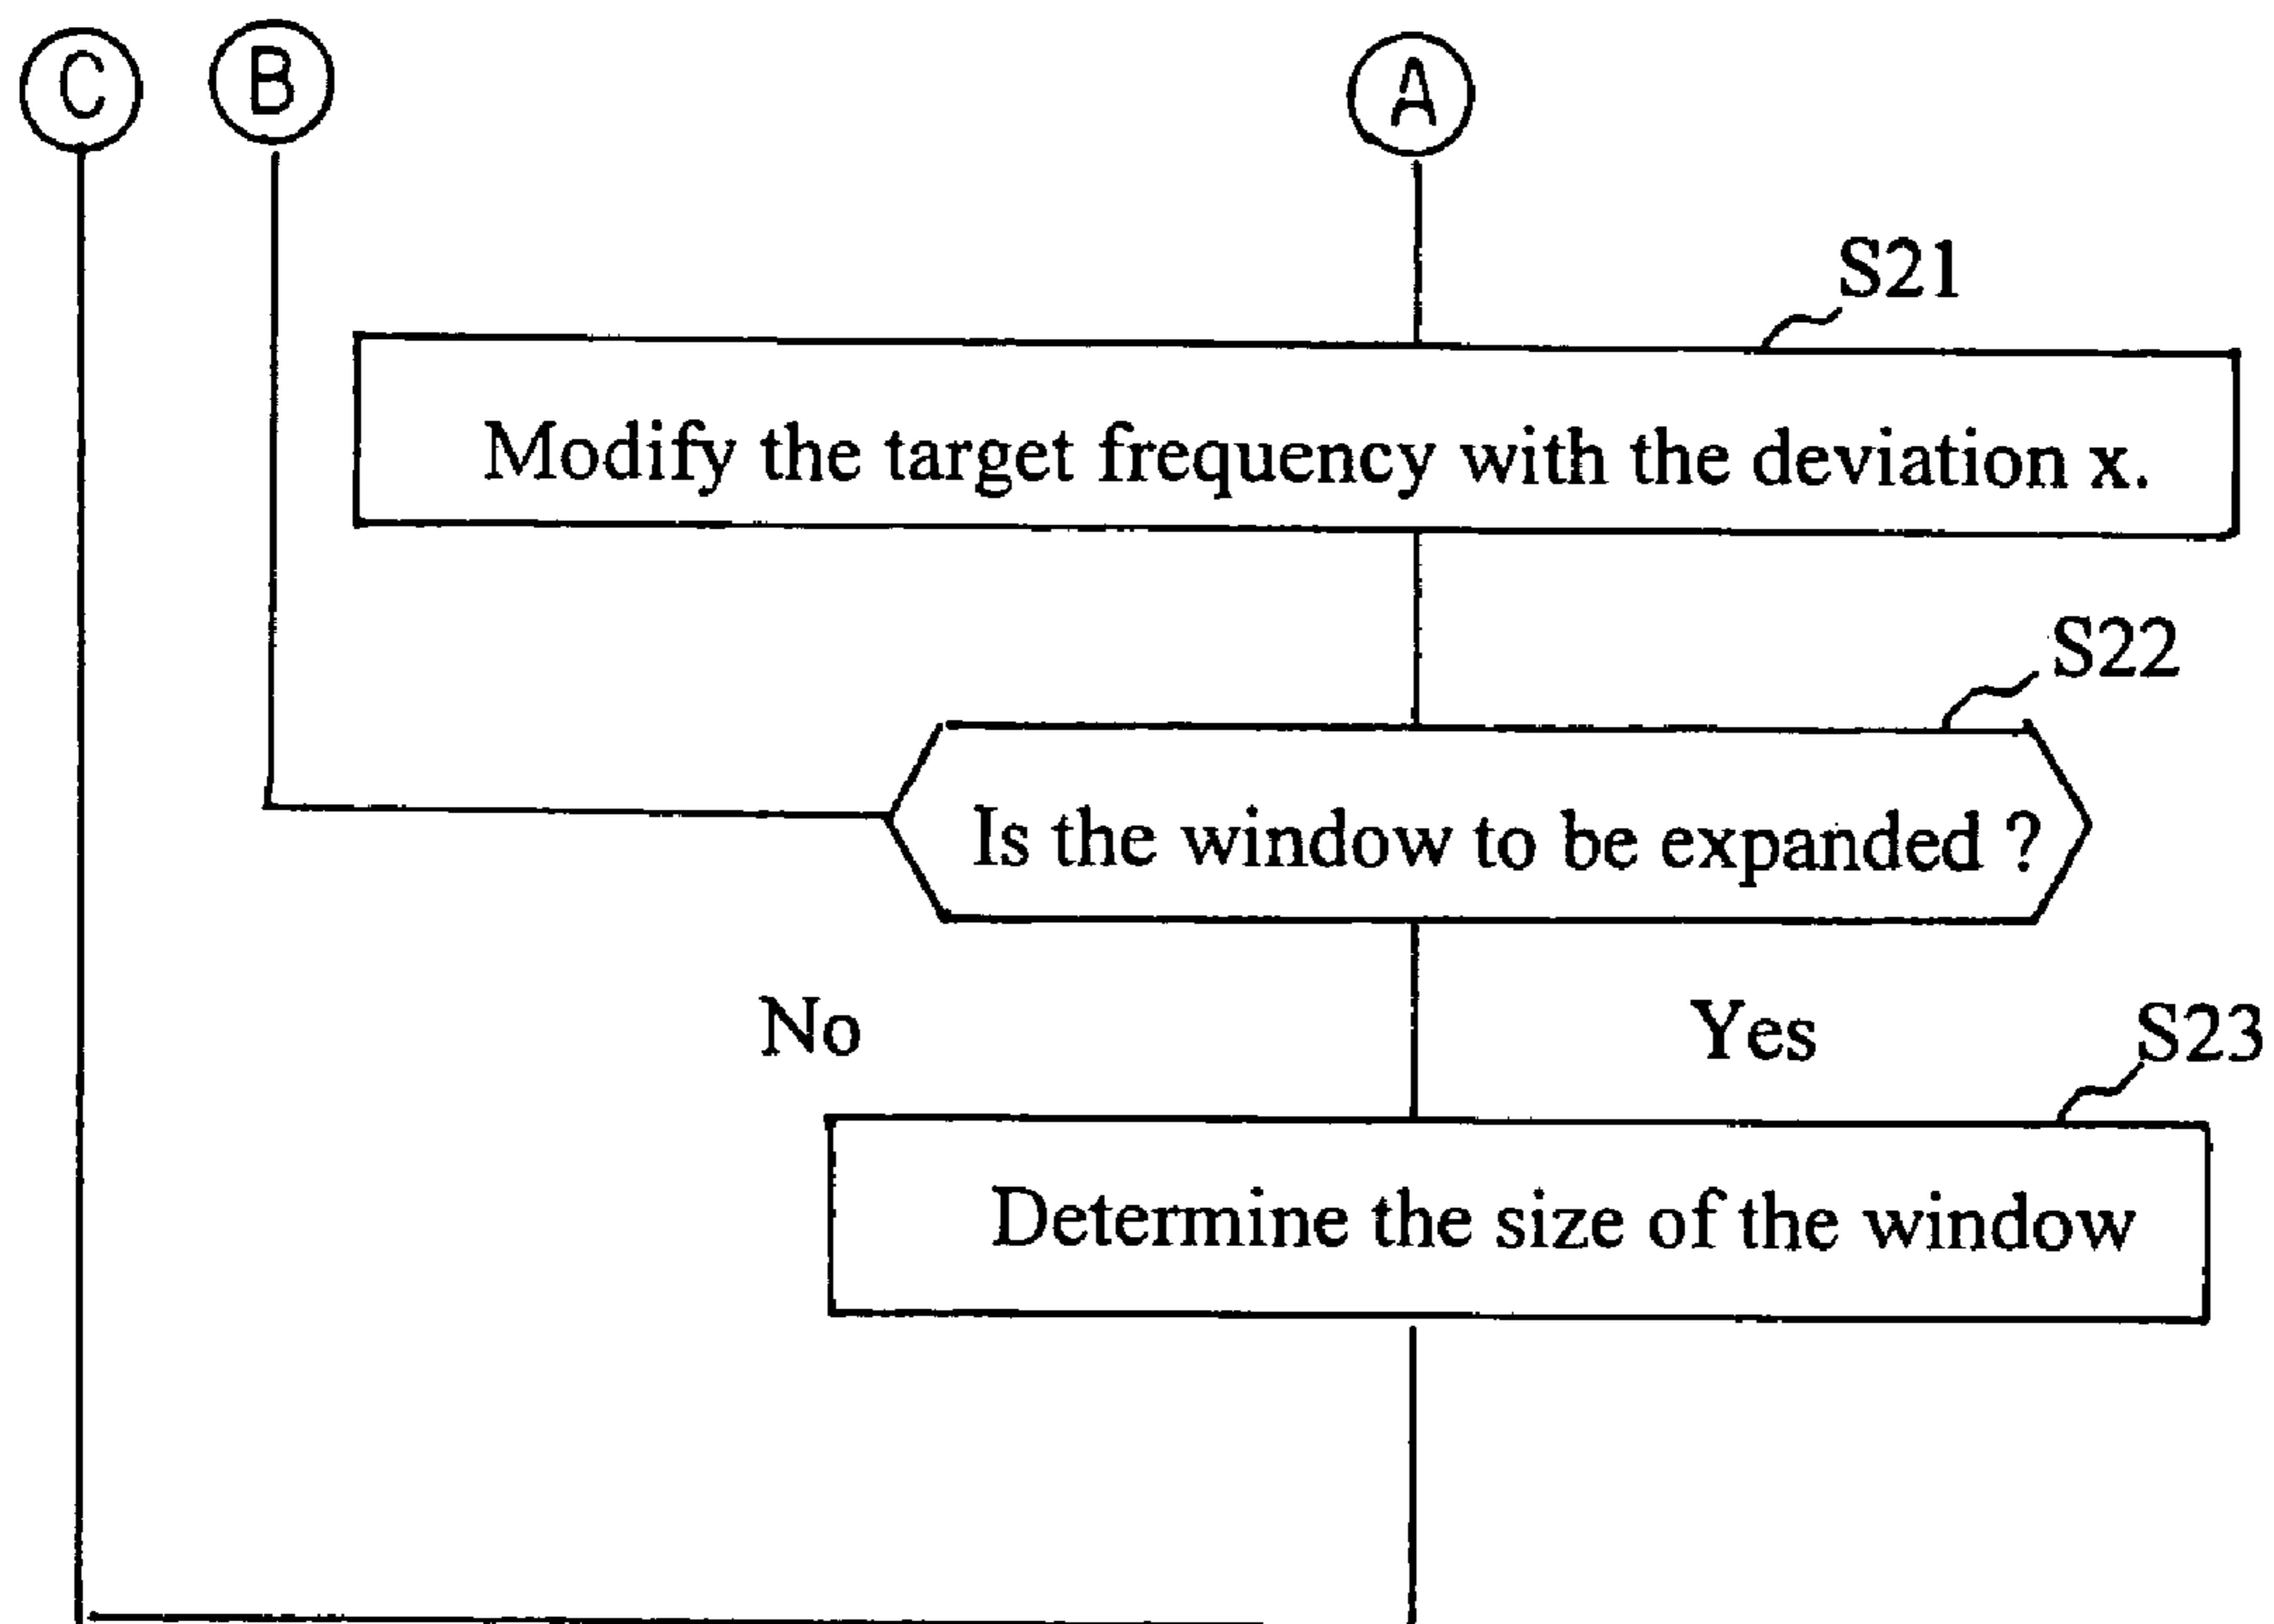 C
B
A
S21
Modify the target frequency with the deviation x.
S22
Is the window to be expanded ?
No
Yes
S23
Determine the size of the window